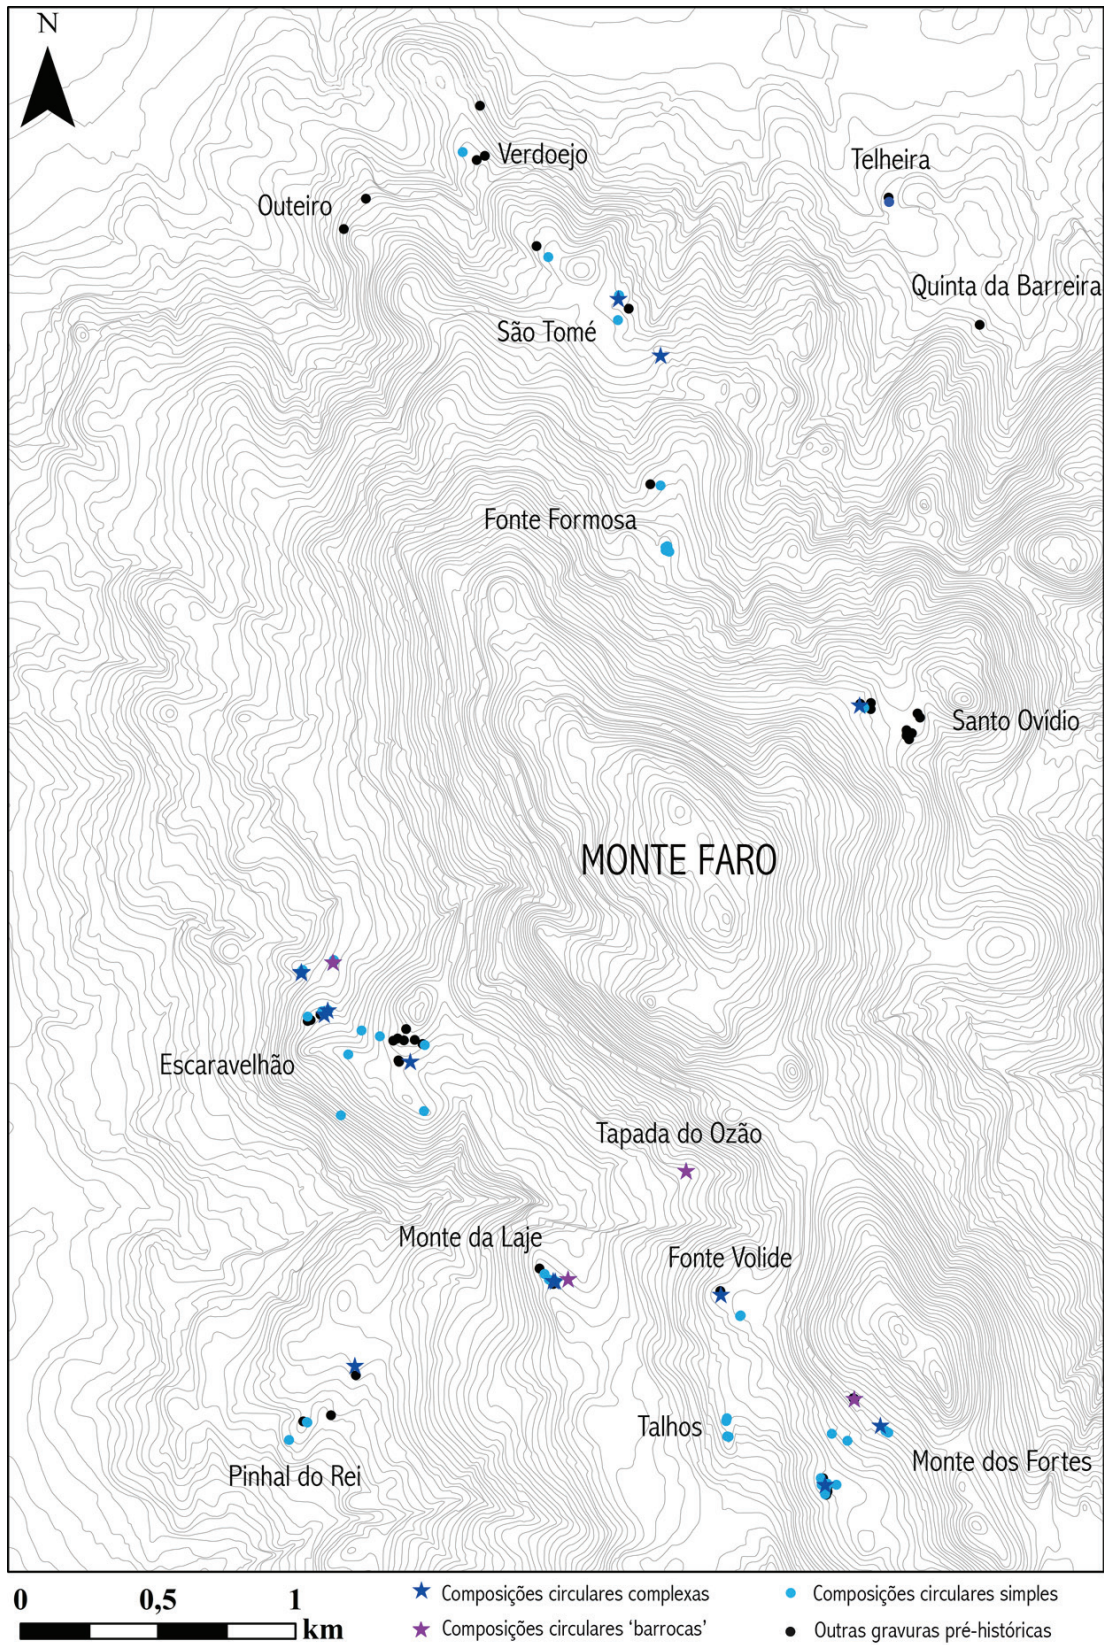 N
Verdoejo
Telheira
Outeiro
Quinta da Barreira
São Tomé
Fonte Formosa
Santo Ovídio
MONTE FARO
Escaravelhão
Tapada do Ozão
Monte da Laje
Fonte Volide
Talhos
Monte dos Fortes
Pinhal do Rei
0 0,5 1
km
Composições circulares complexas
Composições circulares simples
Composições circulares ‘barrocas’
Outras gravuras pré-históricas